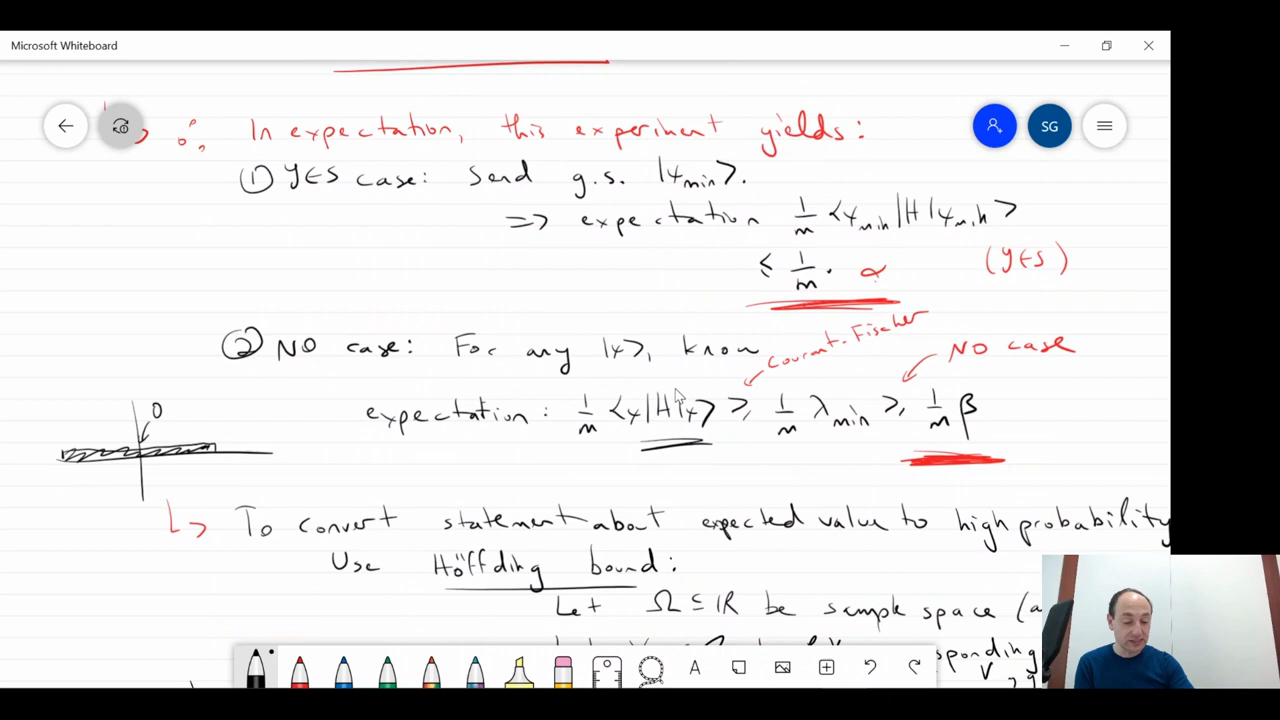 Microsoft Whiteboard
SG
In expectation, this experiment yields:
① YES case: Send g.s. |ψmin>.
=> expectation 1/m <ψmin|H|ψmin>
≤ 1/m · α (YES)
② NO case: For any |ψ>, know
Courant-Fischer
NO case
expectation: 1/m <ψ|H|ψ> ≥ 1/m λmin ≥ 1/m β
0
↳ To convert statement about expected value to high probability
Use Höffding bound:
Let Ω ⊆ ℝ be sample space (a
sponding
A